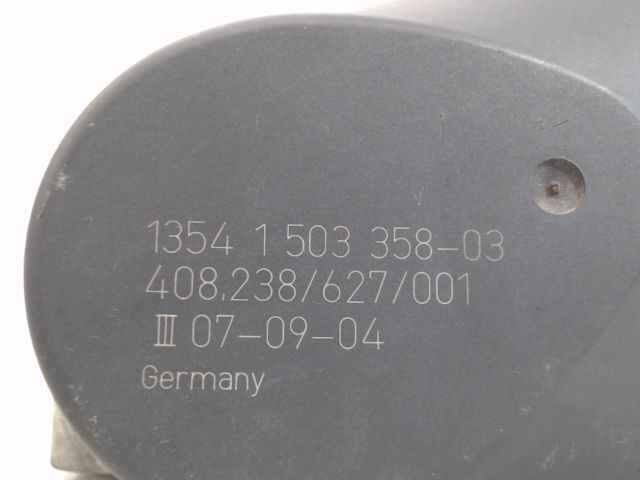 1354 1 503 358-03
408.238/627/001
III 07-09-04
Germany